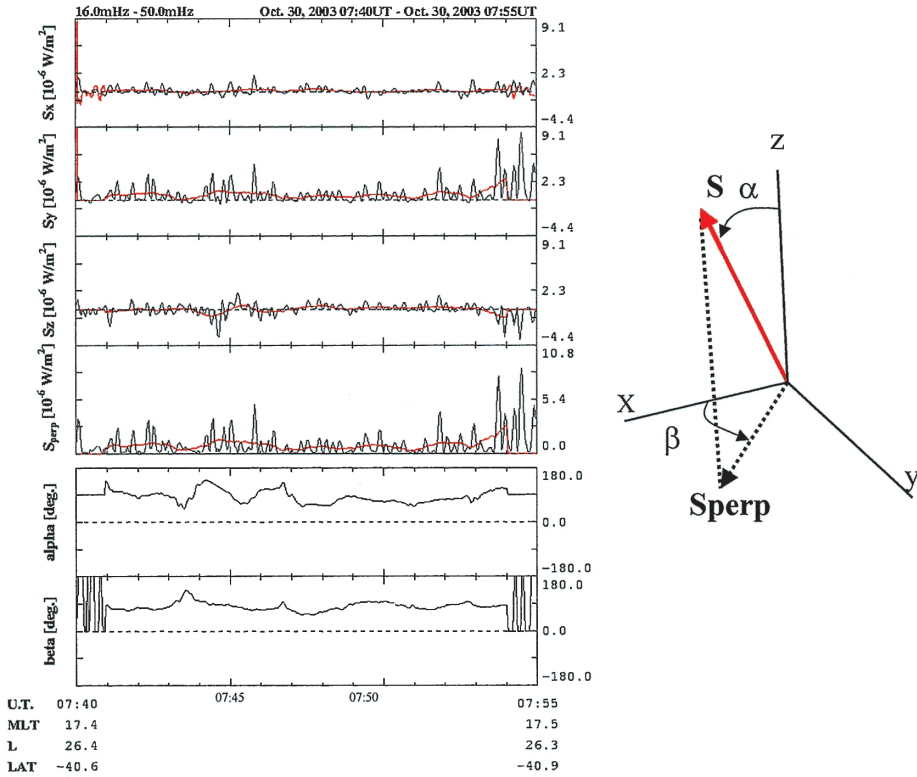 16.0mHz - 50.0mHz Oct. 30, 2003 07:40UT - Oct. 30, 2003 07:55UT
Sx [10⁻⁶ W/m²]
9.1
2.3
-4.4
Sy [10⁻⁶ W/m²]
9.1
2.3
-4.4
Sz [10⁻⁶ W/m²]
9.1
2.3
-4.4
Sperp [10⁻⁶ W/m²]
10.8
5.4
0.0
alpha [deg.]
180.0
0.0
-180.0
beta [deg.]
180.0
0.0
-180.0
U.T. 07:40 07:45 07:50 07:55
MLT 17.4 17.5
L 26.4 26.3
LAT -40.6 -40.9
z
S α
X
β
y
Sperp